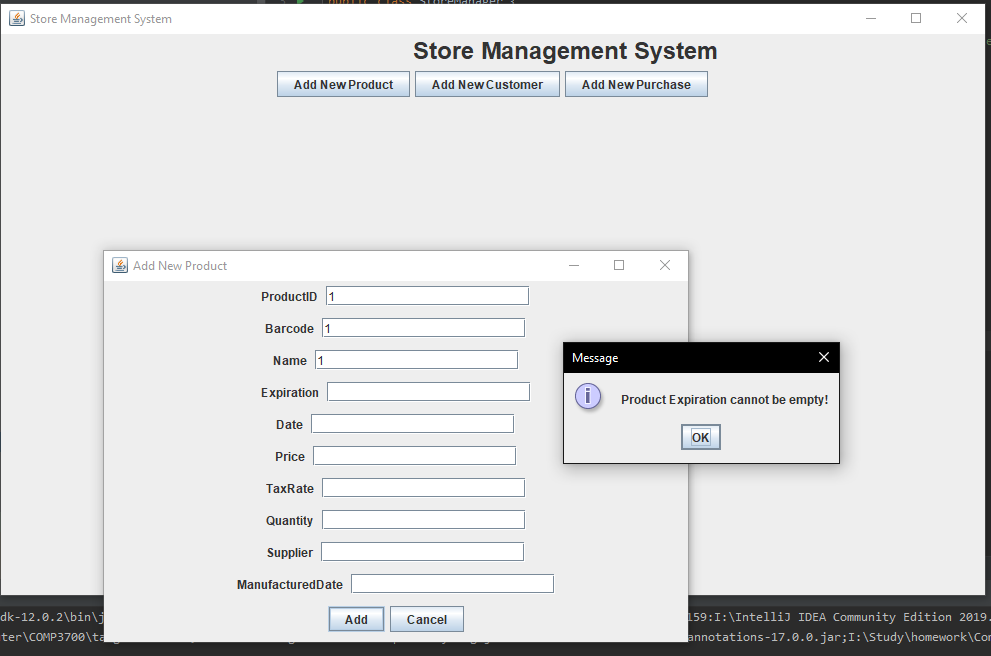 public class StoreManager {
Store Management System
Store Management System
Add New Product Add New Customer Add New Purchase
Add New Product
ProductID 1
Barcode 1
Name 1
Expiration
Date
Price
TaxRate
Quantity
Supplier
ManufacturedDate
Add Cancel
Message
Product Expiration cannot be empty!
OK
dk-12.0.2\bin\j 159:I:\IntelliJ IDEA Community Edition 2019.
ter\COMP3700\ta annotations-17.0.0.jar;I:\Study\homework\Com